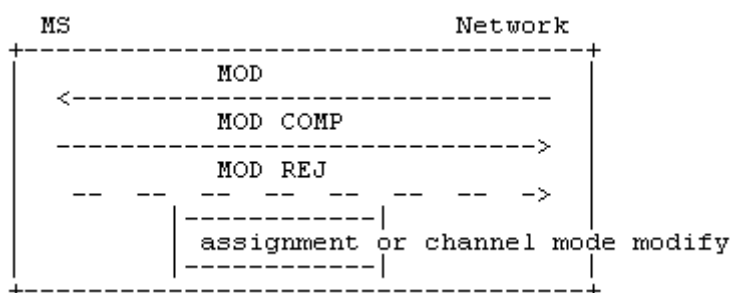 MS Network
MOD
MOD COMP
MOD REJ
assignment or channel mode modify